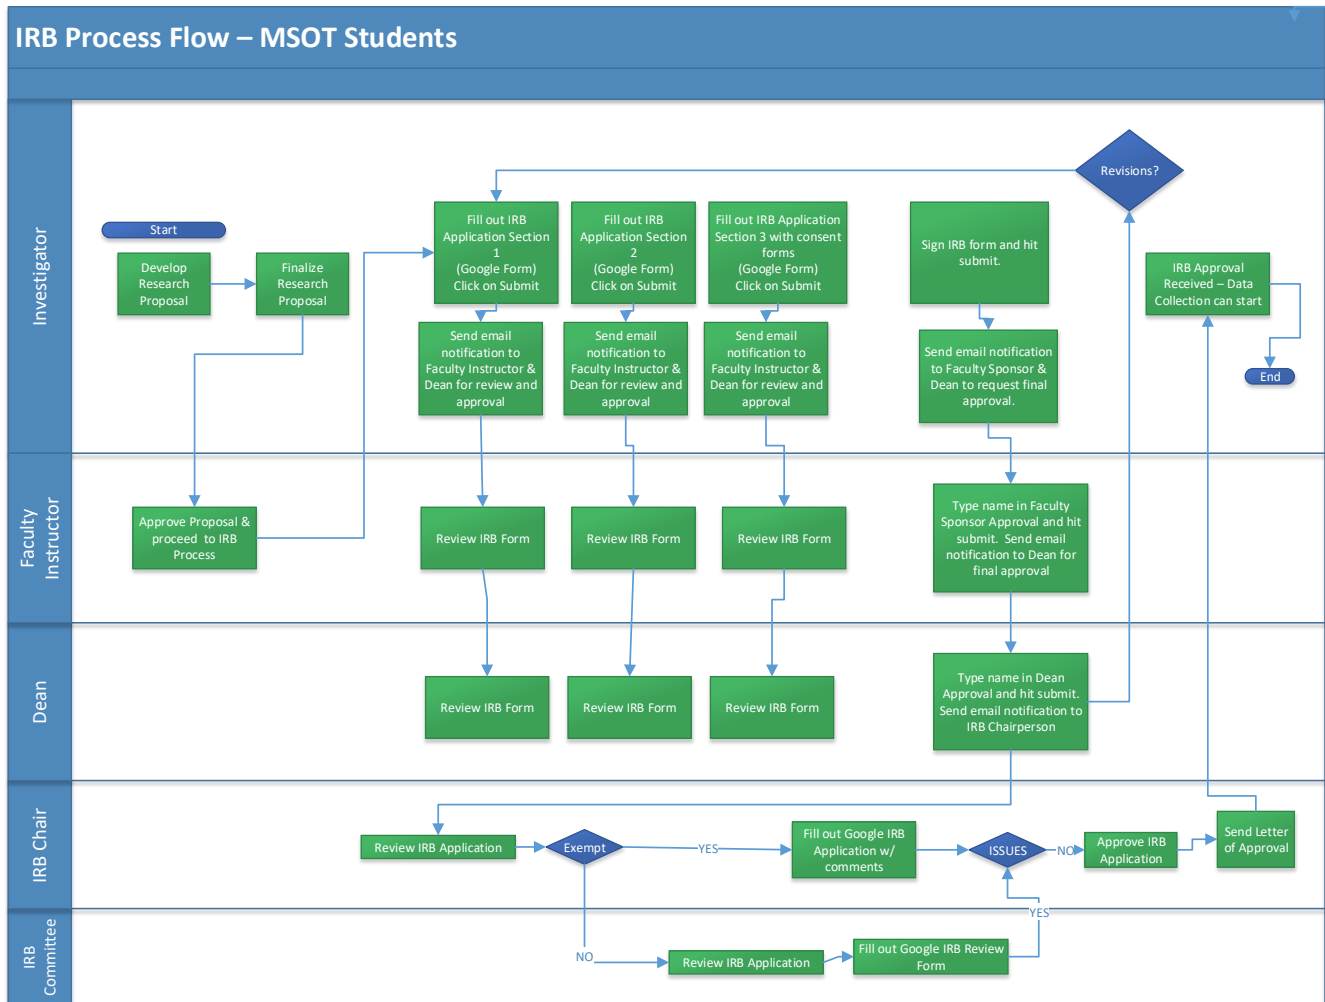 IRB Process Flow – MSOT Students
Investigator
Start
Develop
Research
Proposal
Finalize
Research
Proposal
Fill out IRB
Application Section
1
(Google Form)
Click on Submit
Fill out IRB
Application Section
2
(Google Form)
Click on Submit
Fill out IRB Application
Section 3 with consent
forms
(Google Form)
Click on Submit
Sign IRB form and hit
submit.
Revisions?
IRB Approval
Received – Data
Collection can start
End
Send email
notification to
Faculty Instructor &
Dean for review and
approval
Send email
notification to
Faculty Instructor &
Dean for review and
approval
Send email
notification to
Faculty Instructor &
Dean for review and
approval
Send email notification
to Faculty Sponsor &
Dean to request final
approval.
Faculty
Instructor
Approve Proposal &
proceed to IRB
Process
Review IRB Form
Review IRB Form
Review IRB Form
Type name in Faculty
Sponsor Approval and hit
submit. Send email
notification to Dean for
final approval
Dean
Review IRB Form
Review IRB Form
Review IRB Form
Type name in Dean
Approval and hit submit.
Send email notification to
IRB Chairperson
IRB Chair
Review IRB Application
Exempt
YES
Fill out Google IRB
Application w/
comments
ISSUES
NO
Approve IRB
Application
Send Letter
of Approval
IRB
Committee
NO
Review IRB Application
Fill out Google IRB Review
Form
YES